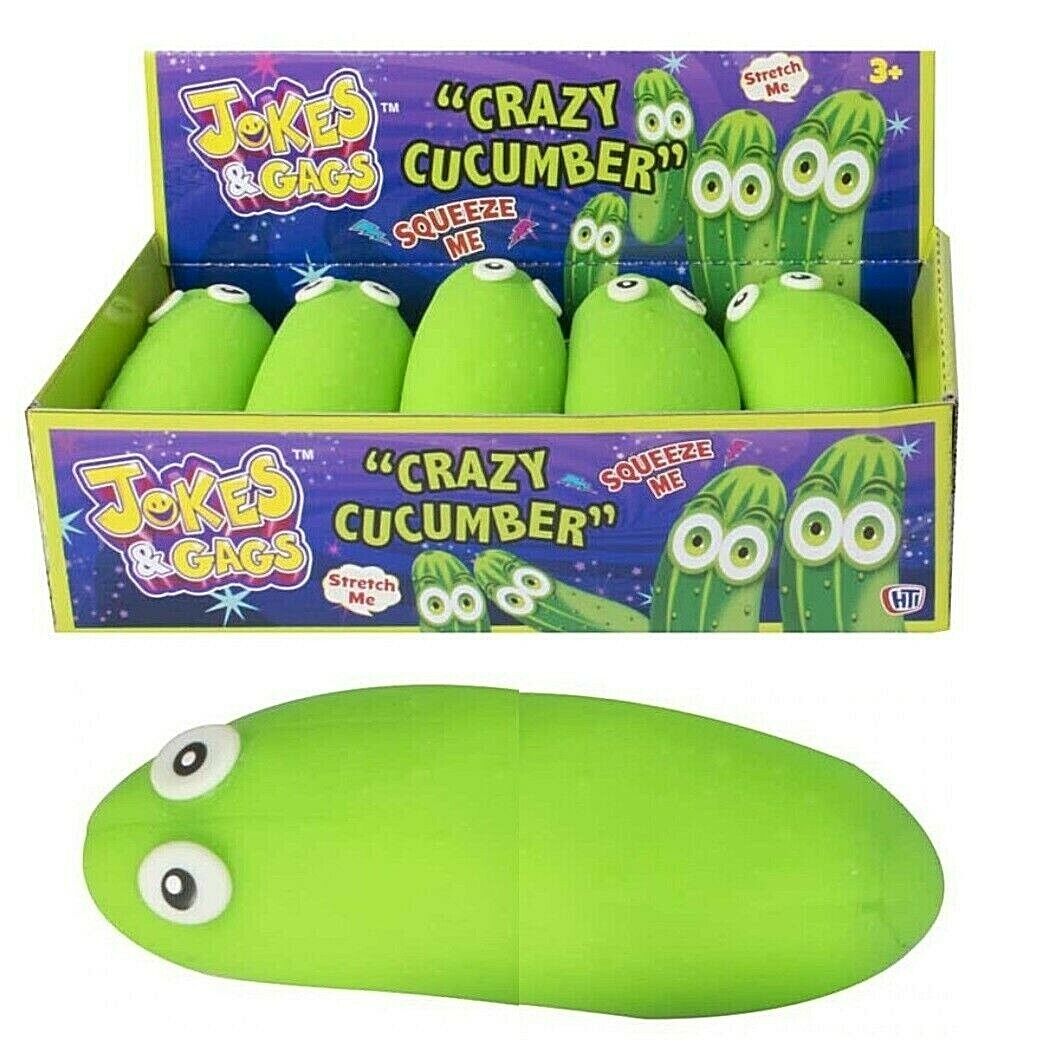 JOKES
& GAGS
TM
"CRAZY
CUCUMBER"
SQUEEZE
ME
Stretch
Me
3+
JOKES
& GAGS
TM
"CRAZY
CUCUMBER"
SQUEEZE
ME
Stretch
Me
HTi